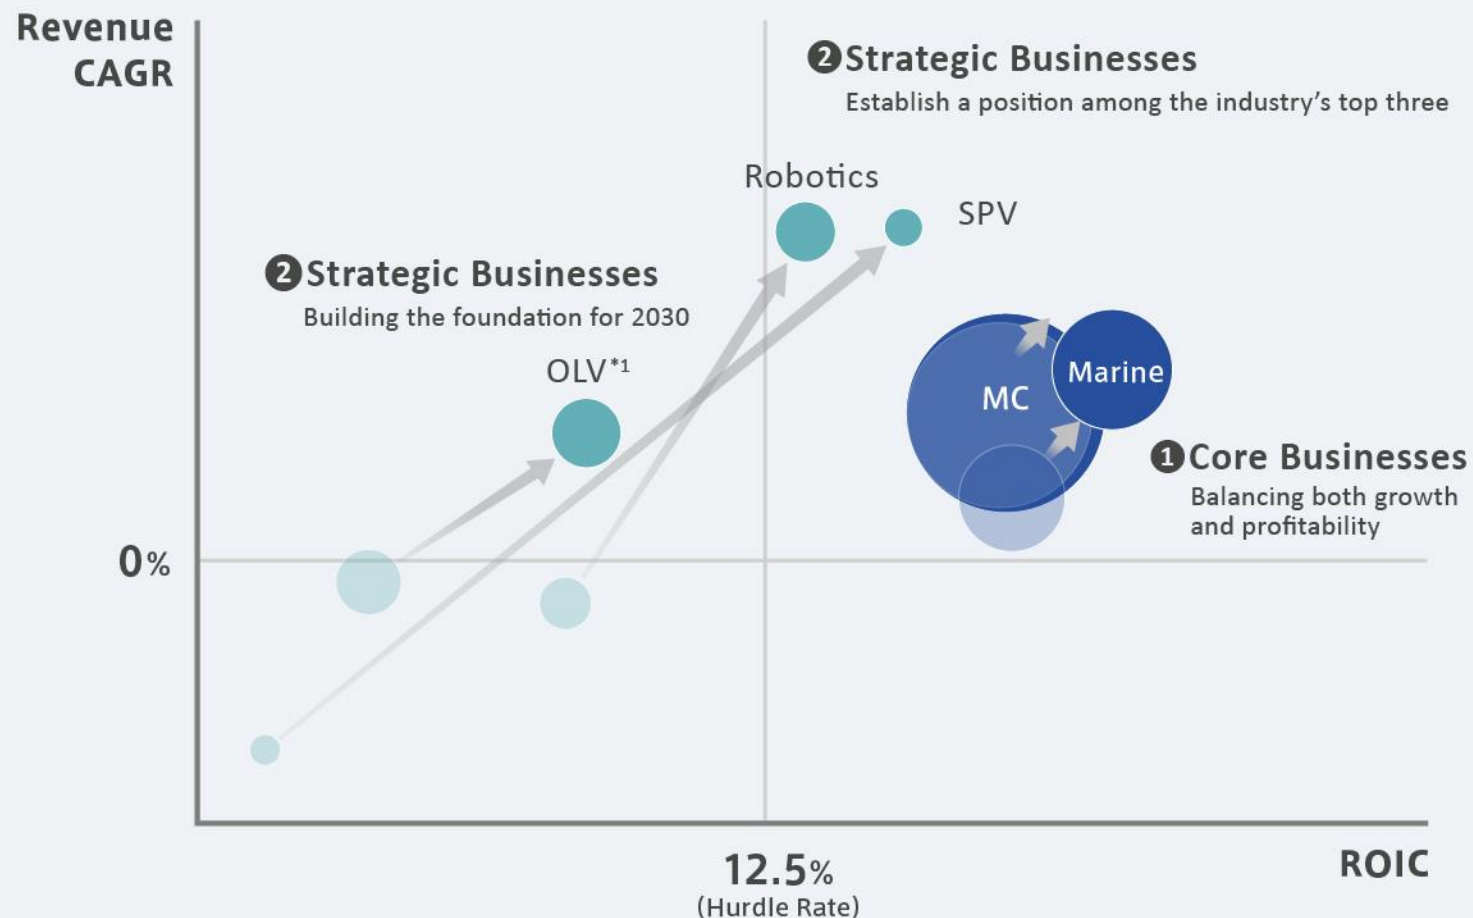 Revenue
CAGR
❷Strategic Businesses
Establish a position among the industry’s top three
Robotics
SPV
❷Strategic Businesses
Building the foundation for 2030
OLV*1
MC
Marine
❶Core Businesses
Balancing both growth
and profitability
0%
12.5%
(Hurdle Rate)
ROIC